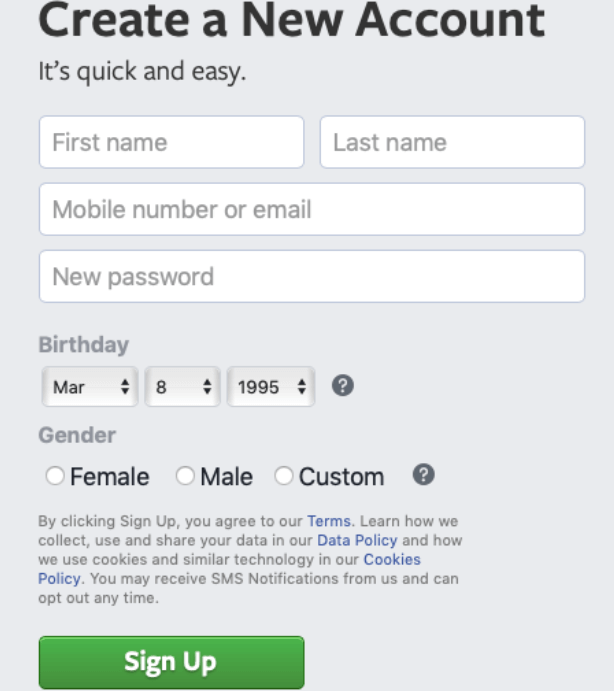 Create a New Account
It's quick and easy.
First name Last name
Mobile number or email
New password
Birthday
Mar 8 1995 ?
Gender
Female Male Custom ?
By clicking Sign Up, you agree to our Terms. Learn how we
collect, use and share your data in our Data Policy and how
we use cookies and similar technology in our Cookies
Policy. You may receive SMS Notifications from us and can
opt out any time.
Sign Up